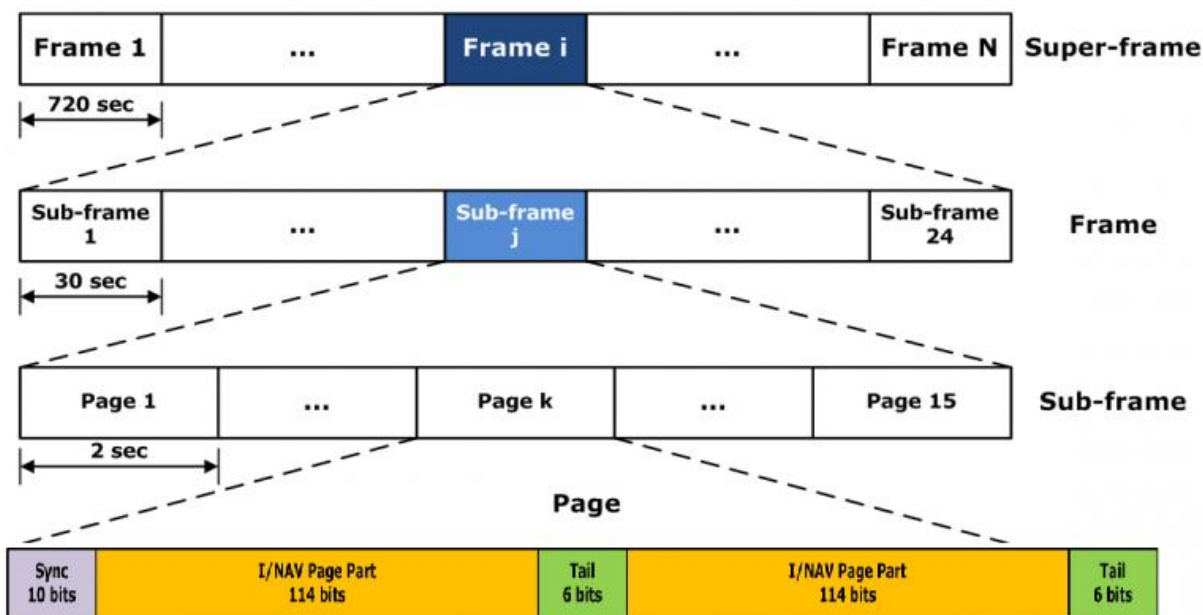 Frame 1 ... Frame i ... Frame N Super-frame
720 sec
Sub-frame 1 ... Sub-frame j ... Sub-frame 24 Frame
30 sec
Page 1 ... Page k ... Page 15 Sub-frame
2 sec
Page
Sync I/NAV Page Part Tail I/NAV Page Part Tail
10 bits 114 bits 6 bits 114 bits 6 bits